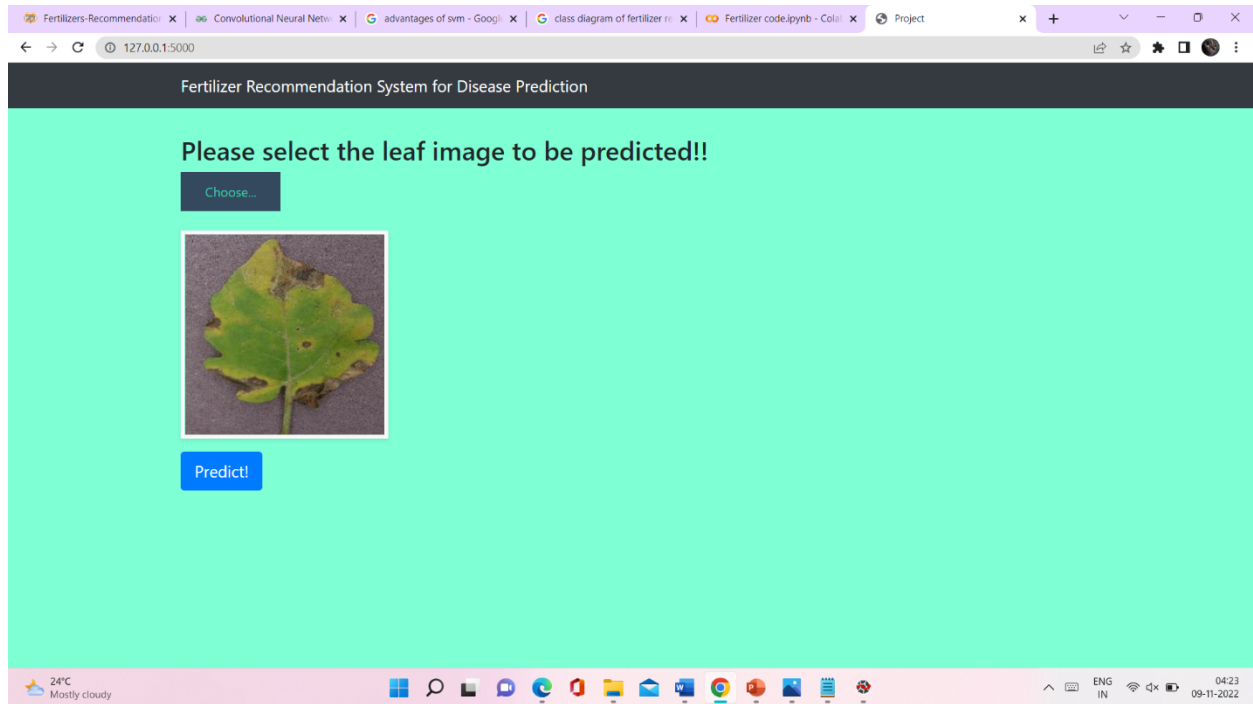 Fertilizers-Recommendation
Convolutional Neural Netw
advantages of svm - Googl
class diagram of fertilizer re
Fertilizer code.ipynb - Colab
Project
127.0.0.1:5000
Fertilizer Recommendation System for Disease Prediction
Please select the leaf image to be predicted!!
Choose...
Predict!
24°C
Mostly cloudy
ENG
IN
04:23
09-11-2022